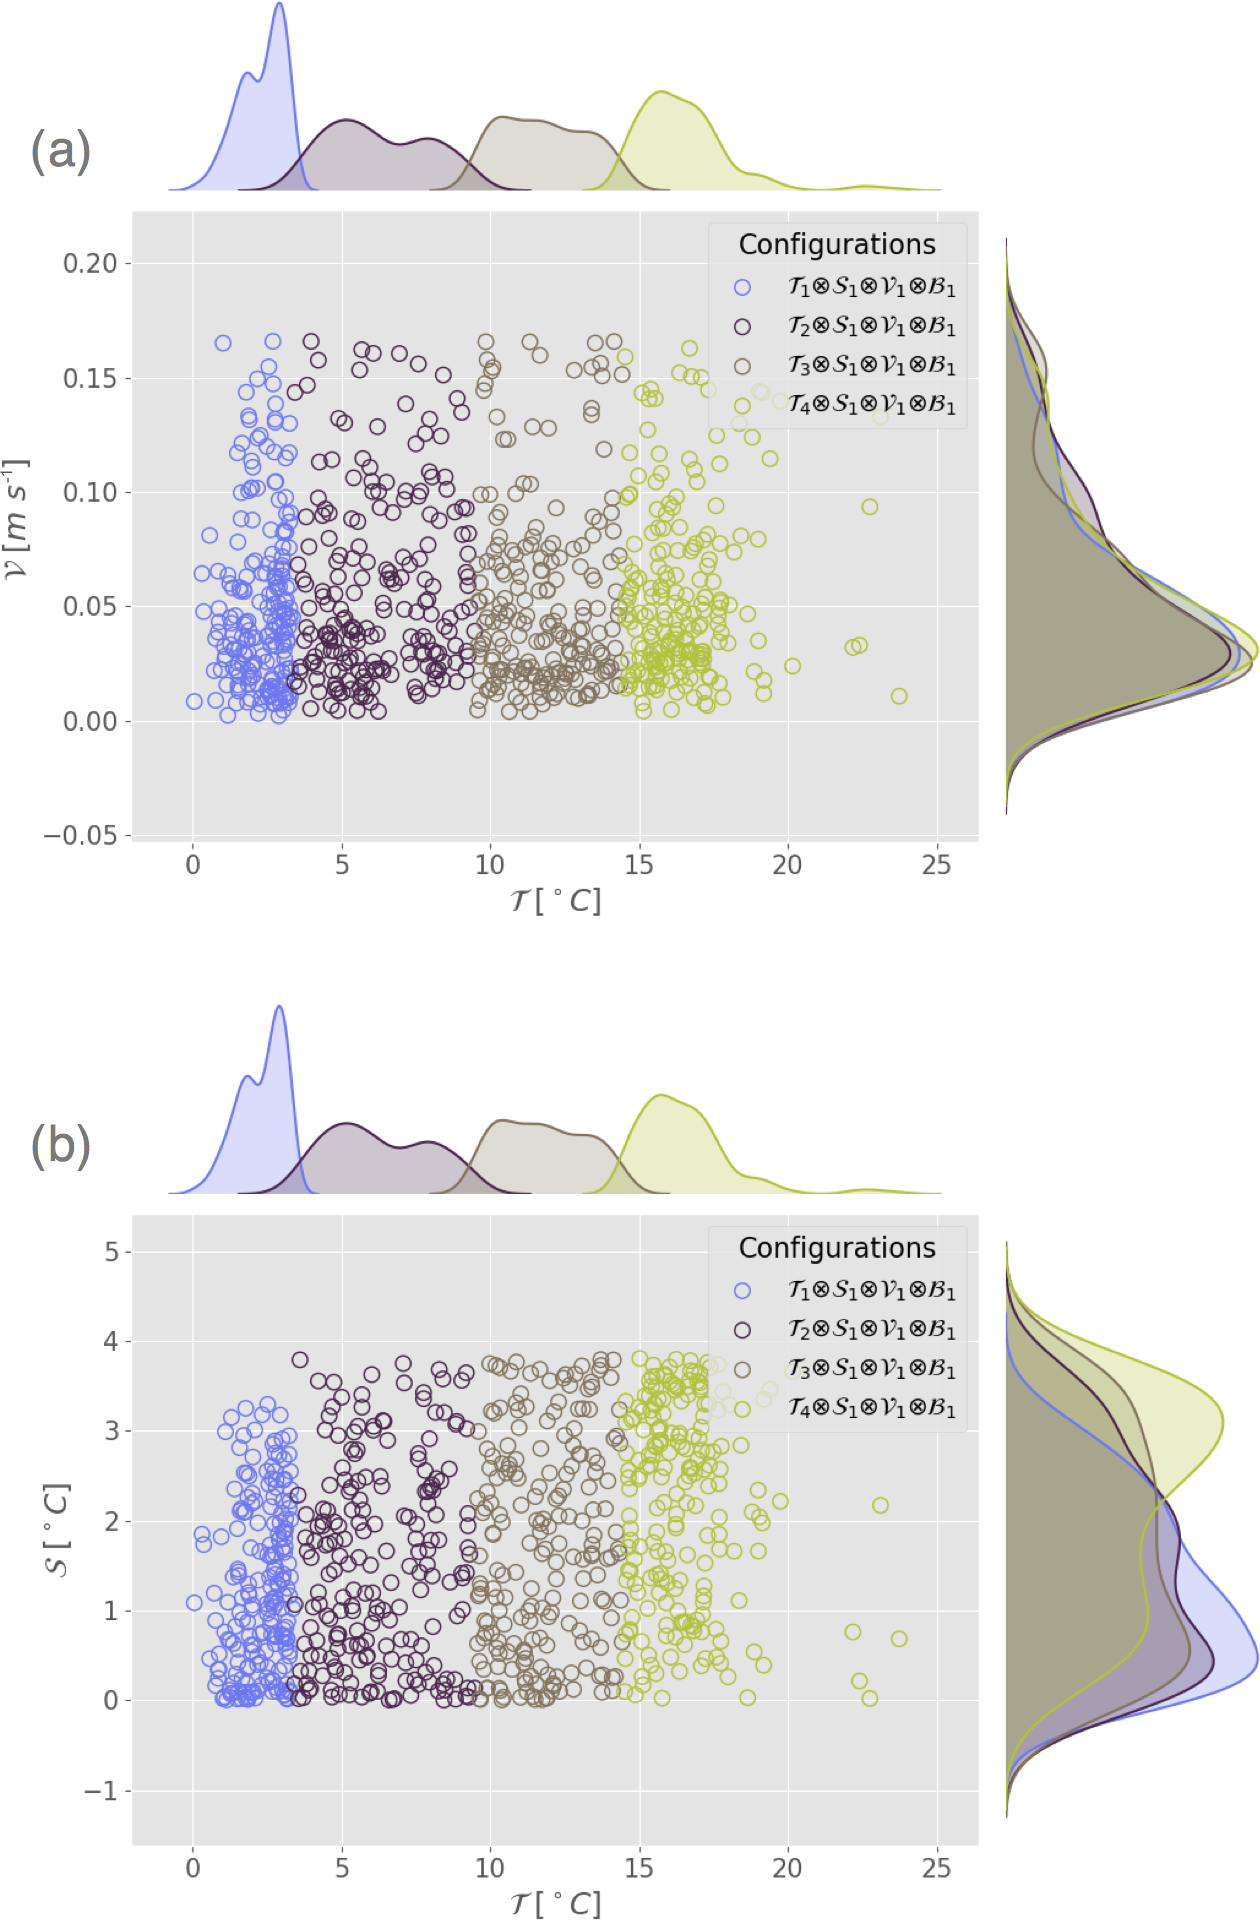 (a)
Configurations
𝒯₁⊗𝒮₁⊗𝒱₁⊗ℬ₁
𝒯₂⊗𝒮₁⊗𝒱₁⊗ℬ₁
𝒯₃⊗𝒮₁⊗𝒱₁⊗ℬ₁
𝒯₄⊗𝒮₁⊗𝒱₁⊗ℬ₁
0.20
0.15
0.10
0.05
0.00
−0.05
𝒱 [m s⁻¹]
0 5 10 15 20 25
𝒯 [°C]
(b)
Configurations
𝒯₁⊗𝒮₁⊗𝒱₁⊗ℬ₁
𝒯₂⊗𝒮₁⊗𝒱₁⊗ℬ₁
𝒯₃⊗𝒮₁⊗𝒱₁⊗ℬ₁
𝒯₄⊗𝒮₁⊗𝒱₁⊗ℬ₁
5
4
3
2
1
0
−1
𝒮 [°C]
0 5 10 15 20 25
𝒯 [°C]